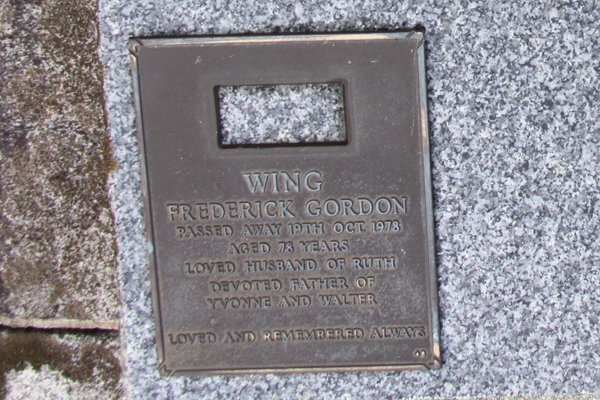 WING
FREDERICK GORDON
PASSED AWAY 19TH OCT. 1978
AGED 78 YEARS
LOVED HUSBAND OF RUTH
DEVOTED FATHER OF
YVONNE AND WALTER
LOVED AND REMEMBERED ALWAYS